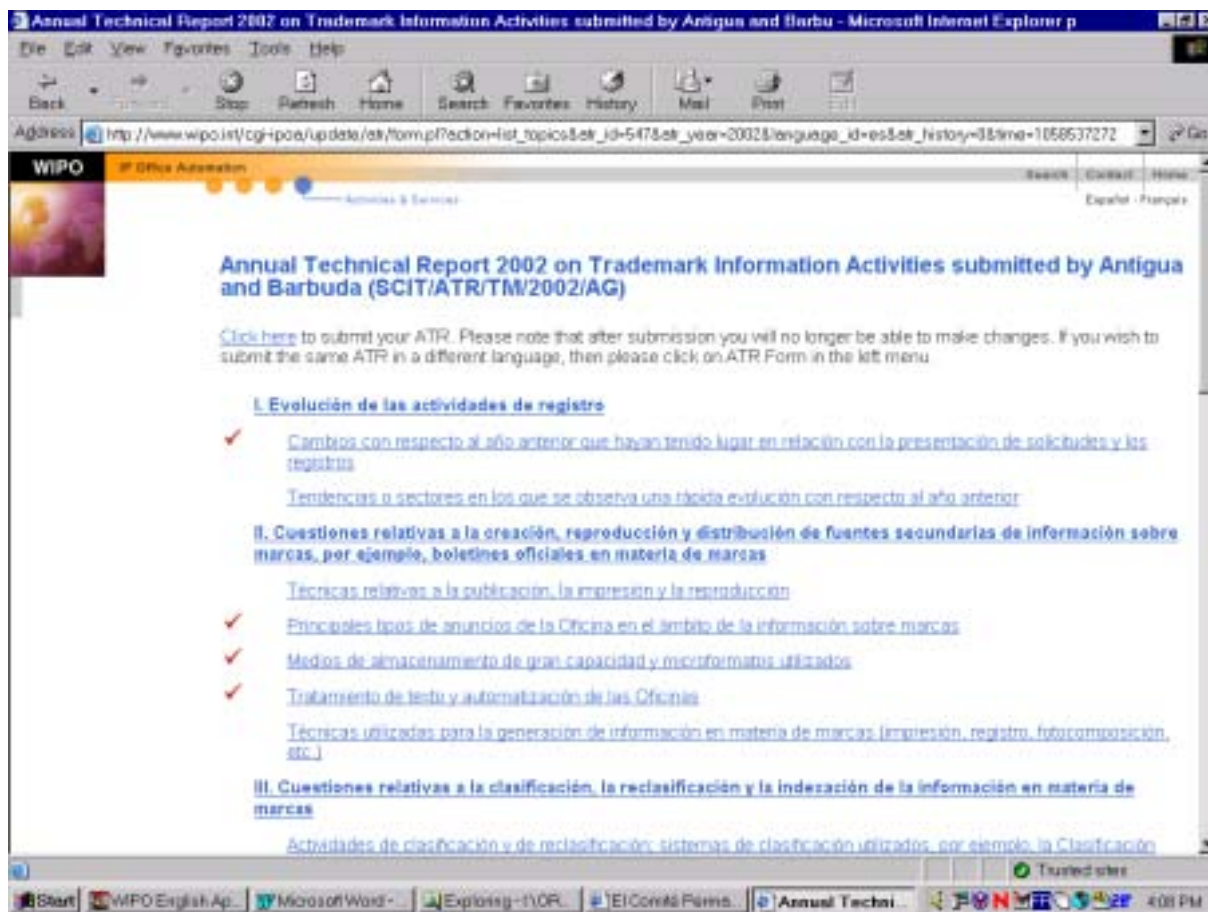 Annual Technical Report 2002 on Trademark Information Activities submitted by Antigua and Barbu - Microsoft Internet Explorer p
File Edit View Favorites Tools Help
Back Stop Refresh Home Search Favorites History Mail Print Edit
Address http://www.wipo.int/cgi-ipoa/update/atr/form.pl?action=list_topics&atr_id=547&atr_year=2002&language_id=es&atr_history=0&time=1058537272 Go
WIPO IP Office Automation Search Contact Home
Activities & Services Español - Français
Annual Technical Report 2002 on Trademark Information Activities submitted by Antigua
and Barbuda (SCIT/ATR/TM/2002/AG)
Click here to submit your ATR. Please note that after submission you will no longer be able to make changes. If you wish to
submit the same ATR in a different language, then please click on ATR Form in the left menu
I. Evolución de las actividades de registro
Cambios con respecto al año anterior que hayan tenido lugar en relación con la presentación de solicitudes y los
registros
Tendencias o sectores en los que se observa una rápida evolución con respecto al año anterior
II. Cuestiones relativas a la creación, reproducción y distribución de fuentes secundarias de información sobre
marcas, por ejemplo, boletines oficiales en materia de marcas
Técnicas relativas a la publicación, la impresión y la reproducción
Principales tipos de anuncios de la Oficina en el ámbito de la información sobre marcas
Medios de almacenamiento de gran capacidad y microformatos utilizados
Tratamiento de texto y automatización de las Oficinas
Técnicas utilizadas para la generación de información en materia de marcas (impresión, registro, fotocomposición,
etc.)
III. Cuestiones relativas a la clasificación, la reclasificación y la indexación de la información en materia de
marcas
Actividades de clasificación y de reclasificación; sistemas de clasificación utilizados, por ejemplo, la Clasificación
Trusted sites
Start WIPO English Ap... Microsoft Word - ... Exploring - I:\OR... "El Comité Perma... Annual Techni... 4:08 PM